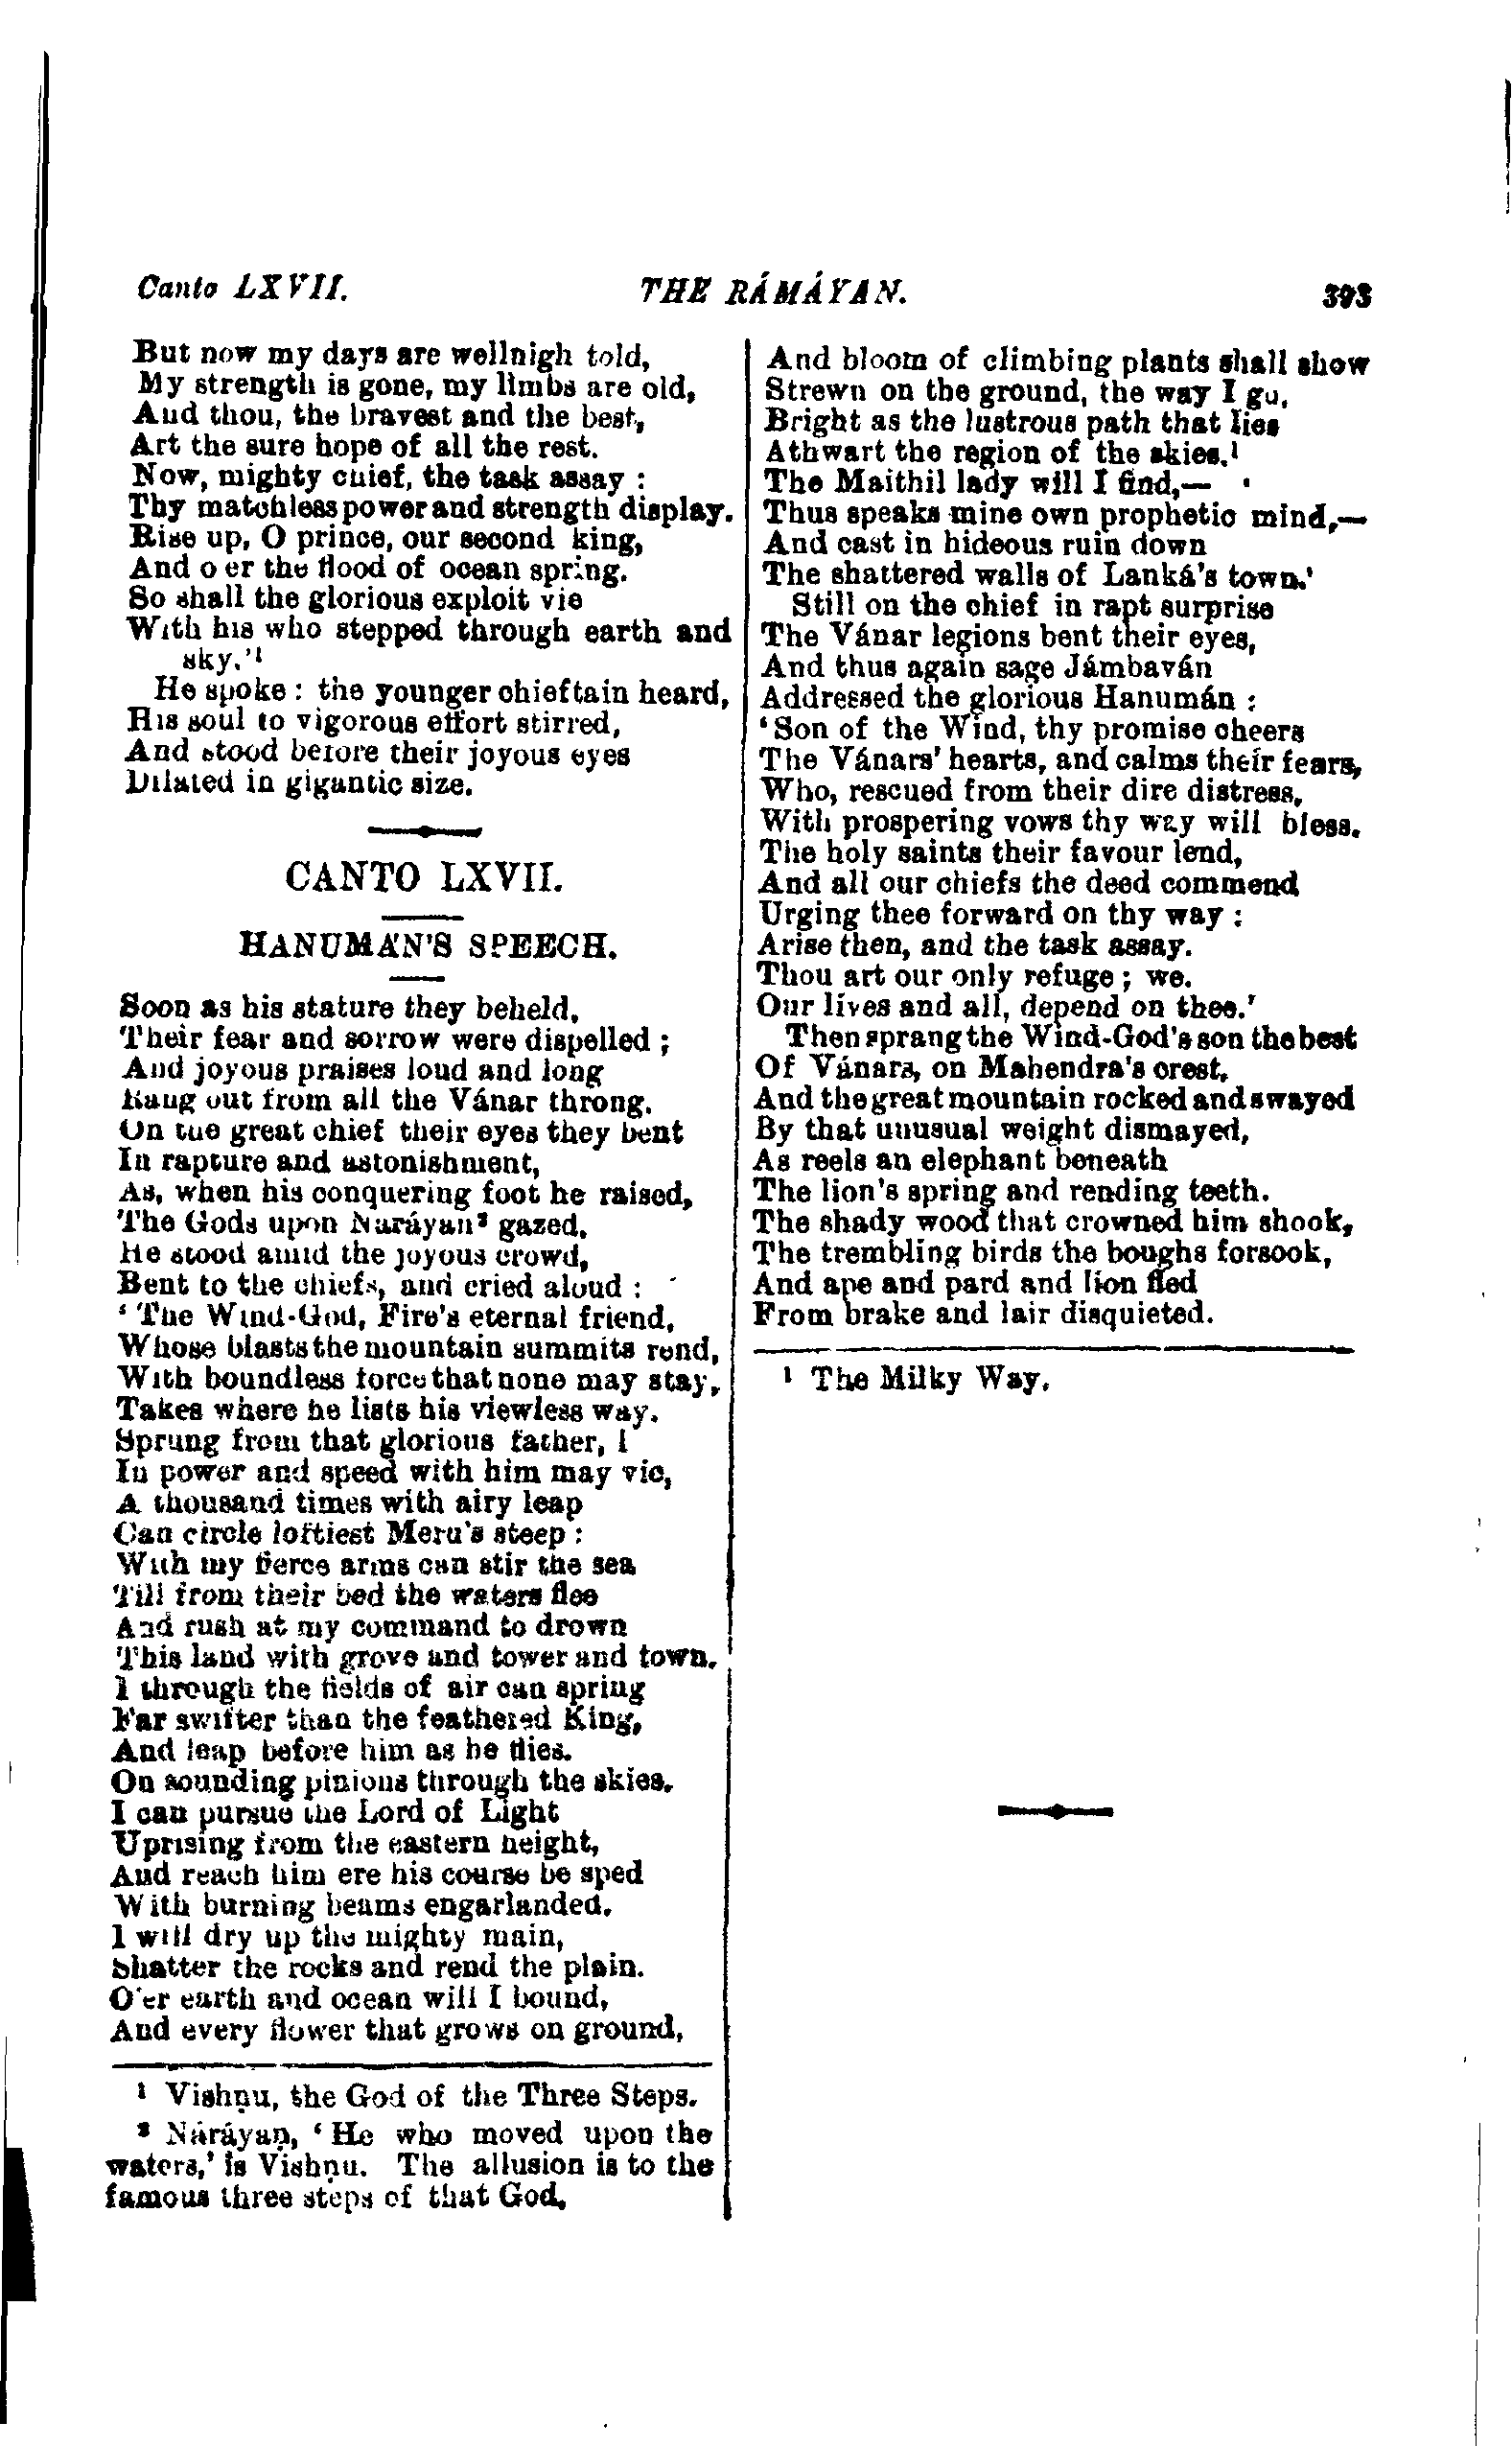 Canto LXVII. THE RÁMÁYAN. 393
But now my days are wellnigh told,
My strength is gone, my limbs are old,
And thou, the bravest and the best,
Art the sure hope of all the rest.
Now, mighty chief, the task assay :
Thy matchless power and strength display.
Rise up, O prince, our second king,
And o er the flood of ocean spring.
So shall the glorious exploit vie
With his who stepped through earth and
sky.'¹
He spoke : the younger chieftain heard,
His soul to vigorous effort stirred,
And stood before their joyous eyes
Dilated in gigantic size.
CANTO LXVII.
HANUMÁN'S SPEECH.
Soon as his stature they beheld,
Their fear and sorrow were dispelled ;
And joyous praises loud and long
Rang out from all the Vánar throng.
On the great chief their eyes they bent
In rapture and astonishment,
As, when his conquering foot he raised,
The Gods upon Naráyan² gazed.
He stood amid the joyous crowd,
Bent to the chiefs, and cried aloud :
'The Wind-God, Fire's eternal friend,
Whose blasts the mountain summits rend,
With boundless force that none may stay,
Takes where he lists his viewless way.
Sprung from that glorious father, I
In power and speed with him may vie,
A thousand times with airy leap
Can circle loftiest Meru's steep :
With my fierce arms can stir the sea
Till from their bed the waters flee
And rush at my command to drown
This land with grove and tower and town.
I through the fields of air can spring
Far swifter than the feathered King,
And leap before him as he flies.
On sounding pinions through the skies.
I can pursue the Lord of Light
Uprising from the eastern height,
And reach him ere his course be sped
With burning beams engarlanded.
I will dry up the mighty main,
Shatter the rocks and rend the plain.
O'er earth and ocean will I bound,
And every flower that grows on ground,
¹ Vishṇu, the God of the Three Steps.
² Náráyaṇ, 'He who moved upon the
waters,' is Vishṇu. The allusion is to the
famous three steps of that God.
And bloom of climbing plants shall show
Strewn on the ground, the way I go,
Bright as the lustrous path that lies
Athwart the region of the skies.¹
The Maithil lady will I find,—
Thus speaks mine own prophetic mind,—
And cast in hideous ruin down
The shattered walls of Lanká's town.'
Still on the chief in rapt surprise
The Vánar legions bent their eyes,
And thus again sage Jámbaván
Addressed the glorious Hanumán :
'Son of the Wind, thy promise cheers
The Vánars' hearts, and calms their fears,
Who, rescued from their dire distress,
With prospering vows thy way will bless.
The holy saints their favour lend,
And all our chiefs the deed commend
Urging thee forward on thy way :
Arise then, and the task assay.
Thou art our only refuge ; we.
Our lives and all, depend on thee.'
Then sprang the Wind-God's son the best
Of Vánars, on Mahendra's crest,
And the great mountain rocked and swayed
By that unusual weight dismayed,
As reels an elephant beneath
The lion's spring and rending teeth.
The shady wood that crowned him shook,
The trembling birds the boughs forsook,
And ape and pard and lion fled
From brake and lair disquieted.
¹ The Milky Way.